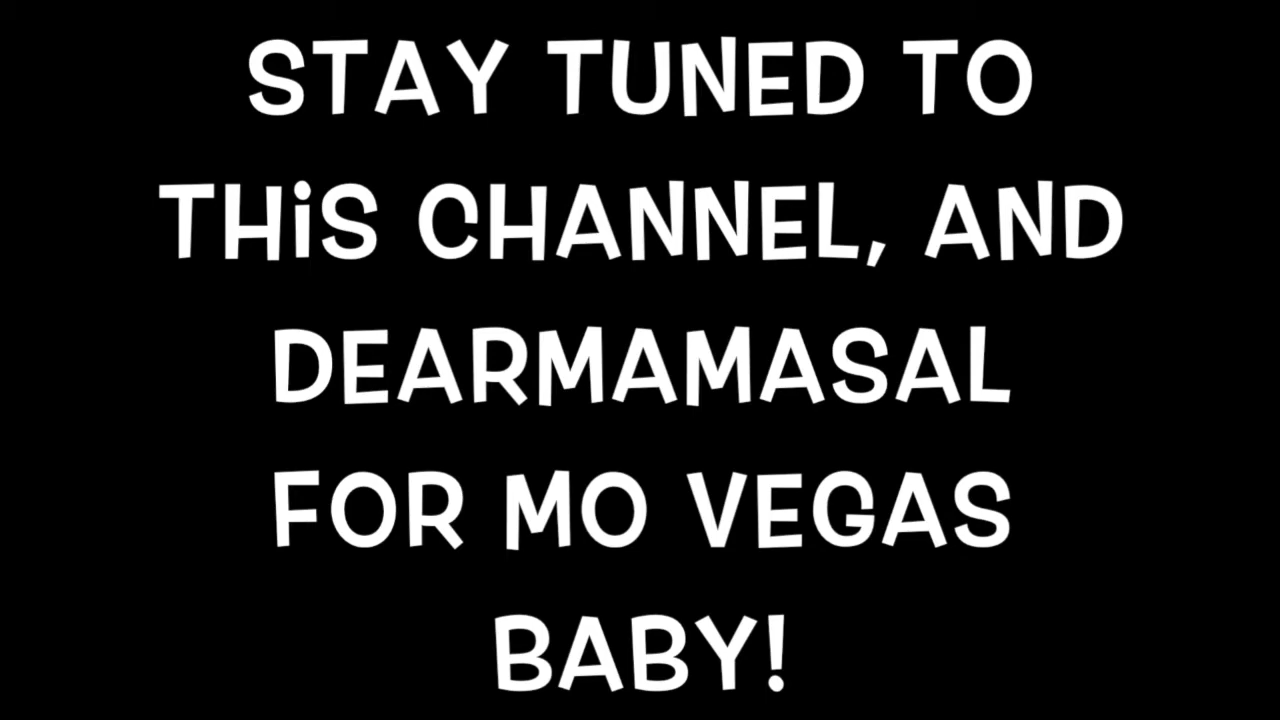 STAY TUNED TO
THiS CHANNEL, AND
DEARMAMASAL
FOR MO VEGAS
BABY!